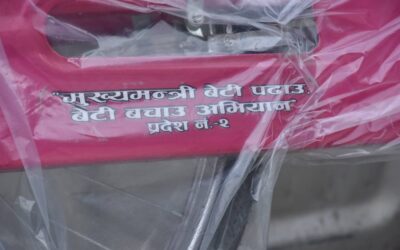 "मुख्यमन्त्री बेटी पढाउ,
बेटी बचाउ अभियान"
प्रदेश नं.-२